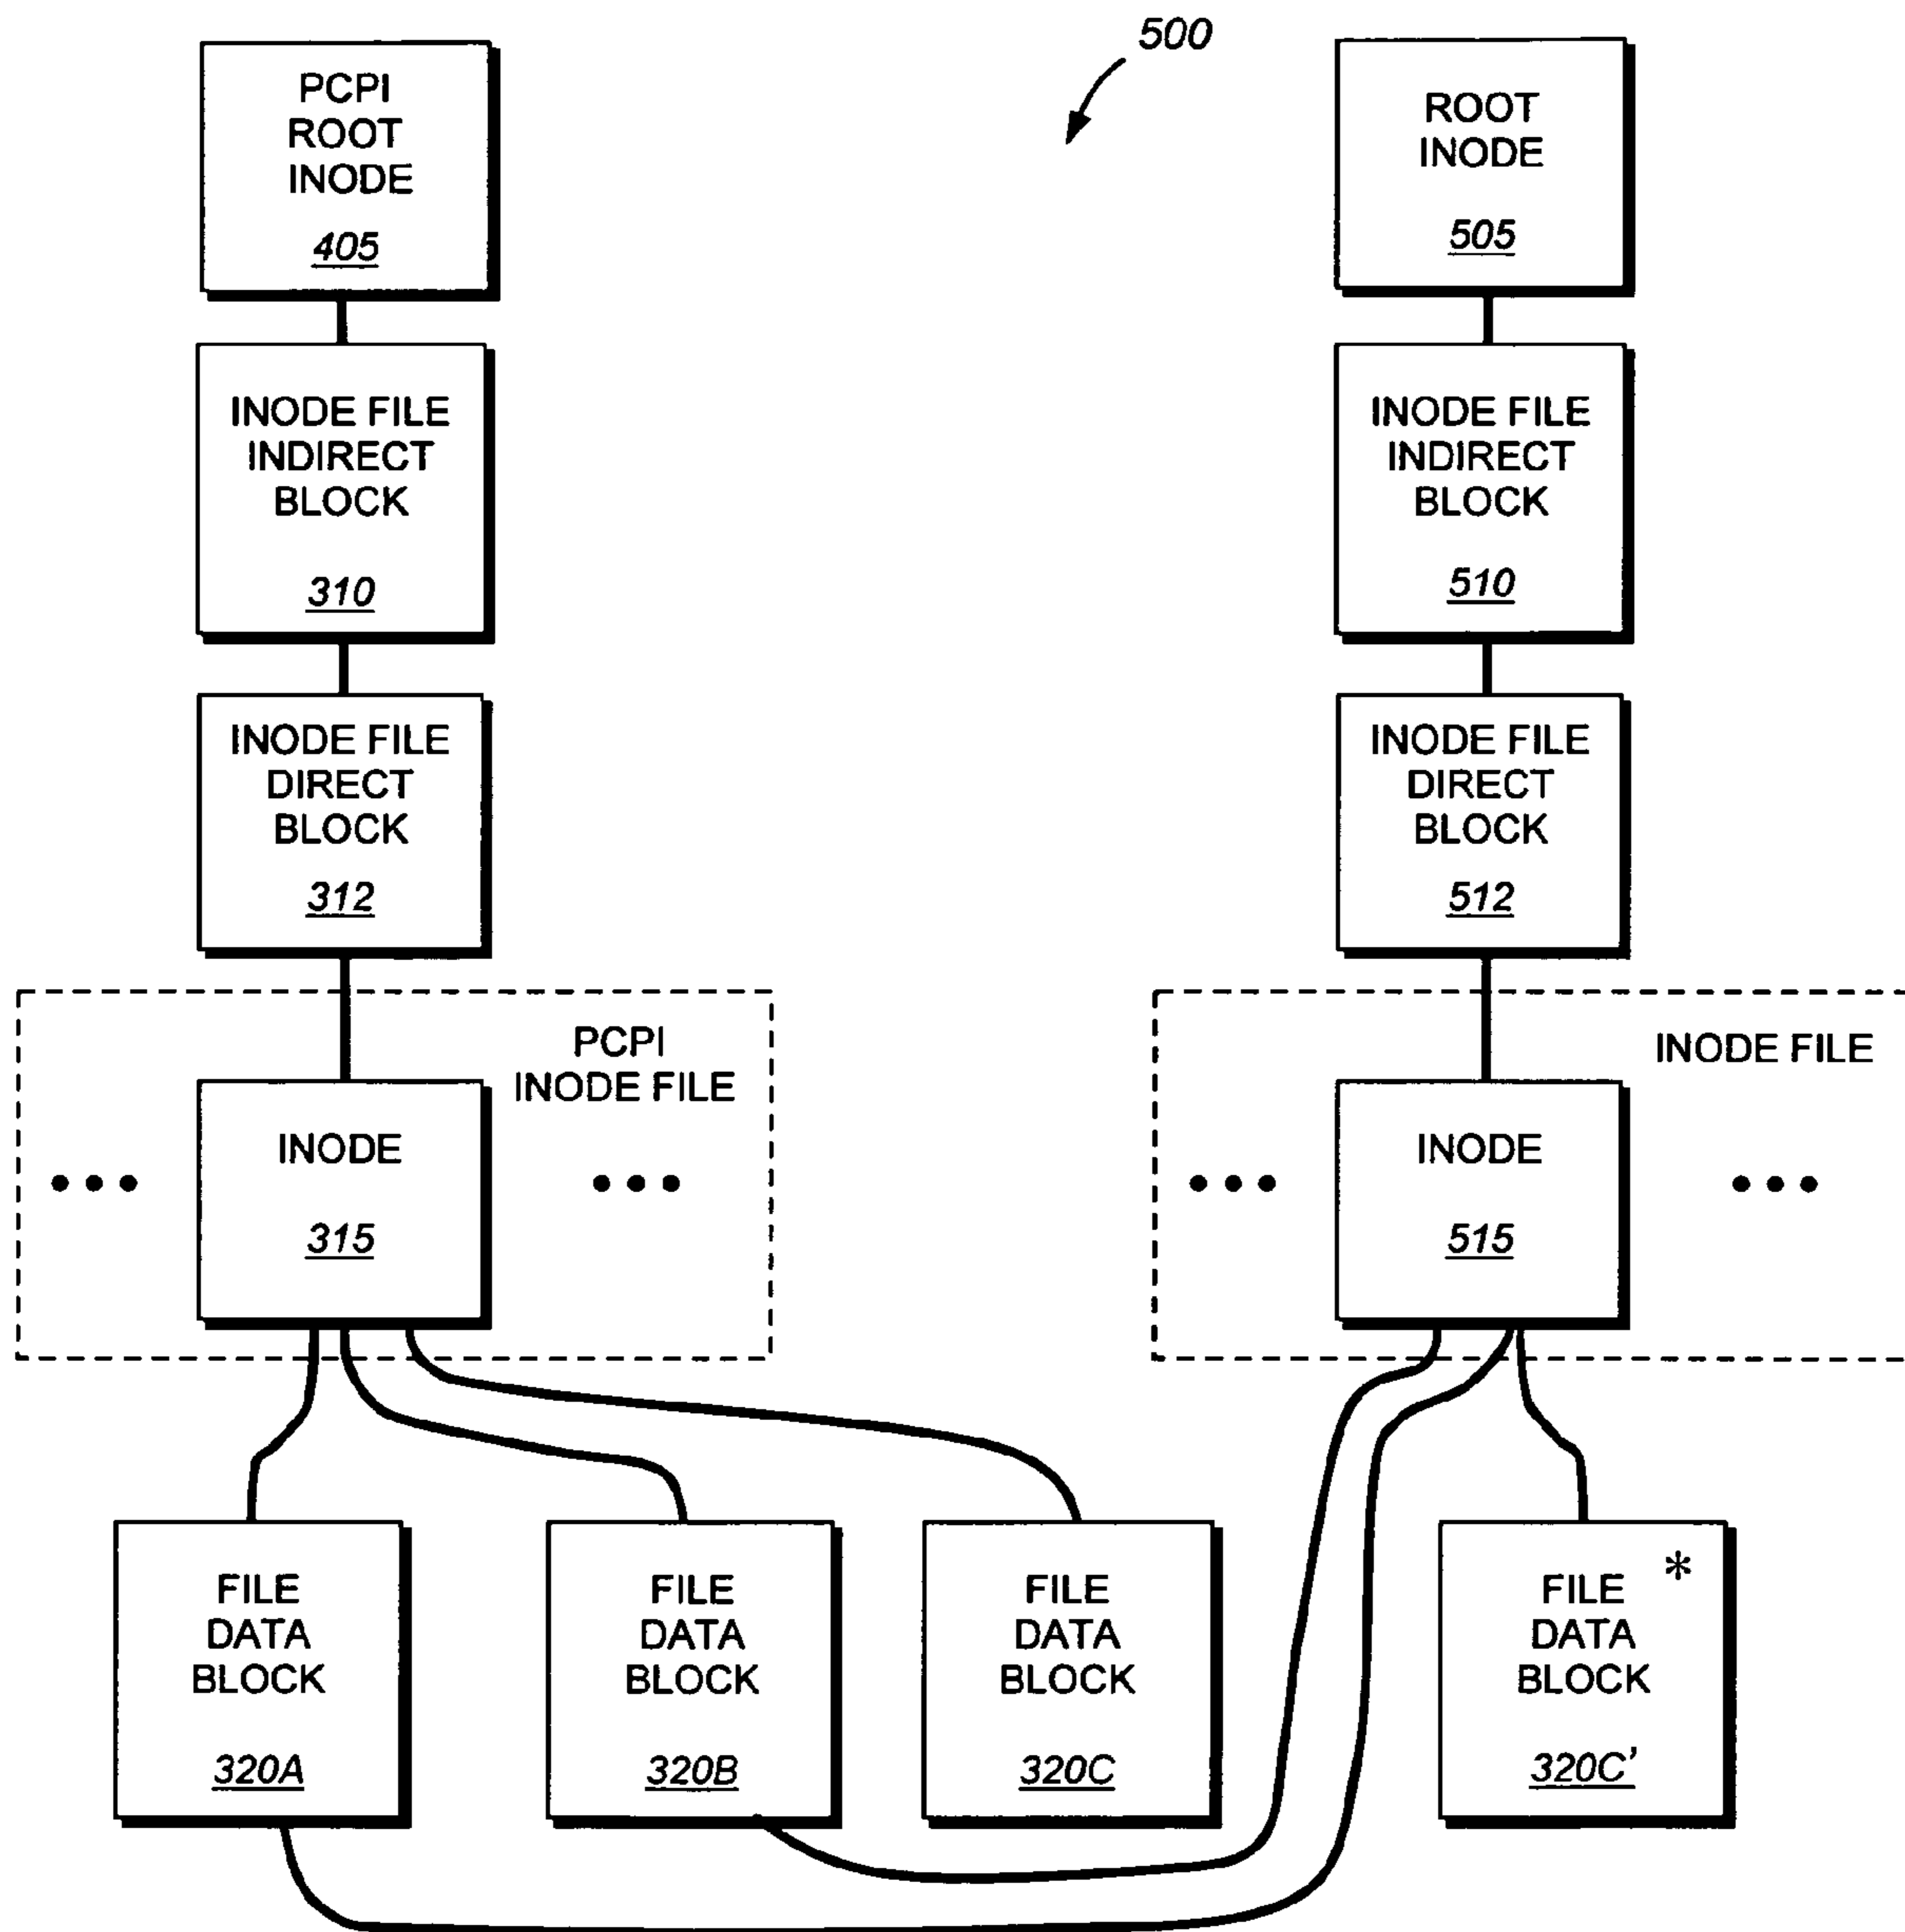 500
PCPI
ROOT
INODE
405
ROOT
INODE
505
INODE FILE
INDIRECT
BLOCK
310
INODE FILE
INDIRECT
BLOCK
510
INODE FILE
DIRECT
BLOCK
312
INODE FILE
DIRECT
BLOCK
512
PCPI
INODE FILE
INODE
315
INODE FILE
INODE
515
FILE
DATA
BLOCK
320A
FILE
DATA
BLOCK
320B
FILE
DATA
BLOCK
320C
FILE *
DATA
BLOCK
320C’